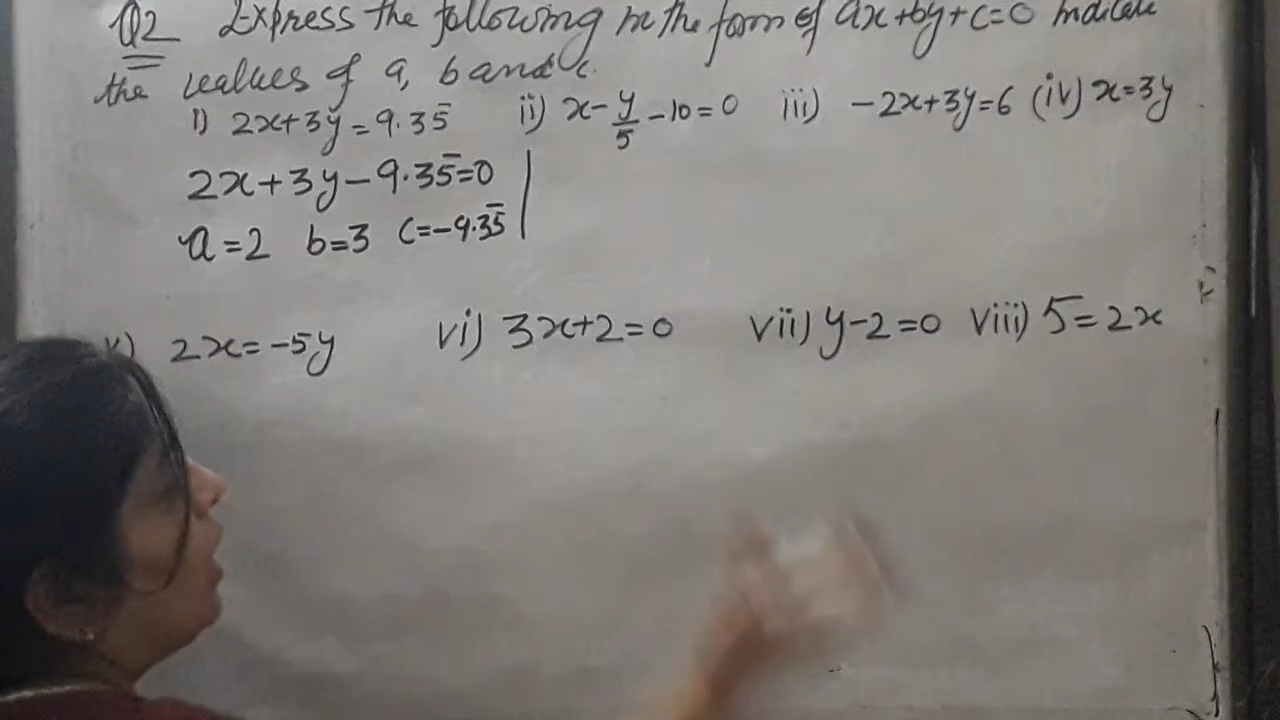 Q2 Express the following in the form of ax+by+c=0 Indicate
the values of a, b and c.
i) 2x+3y=9.35̅ ii) x-y/5-10=0 iii) -2x+3y=6 (iv) x=3y
2x+3y-9.35̅=0
a=2 b=3 c=-9.35̅
v) 2x=-5y vi) 3x+2=0 vii) y-2=0 viii) 5=2x